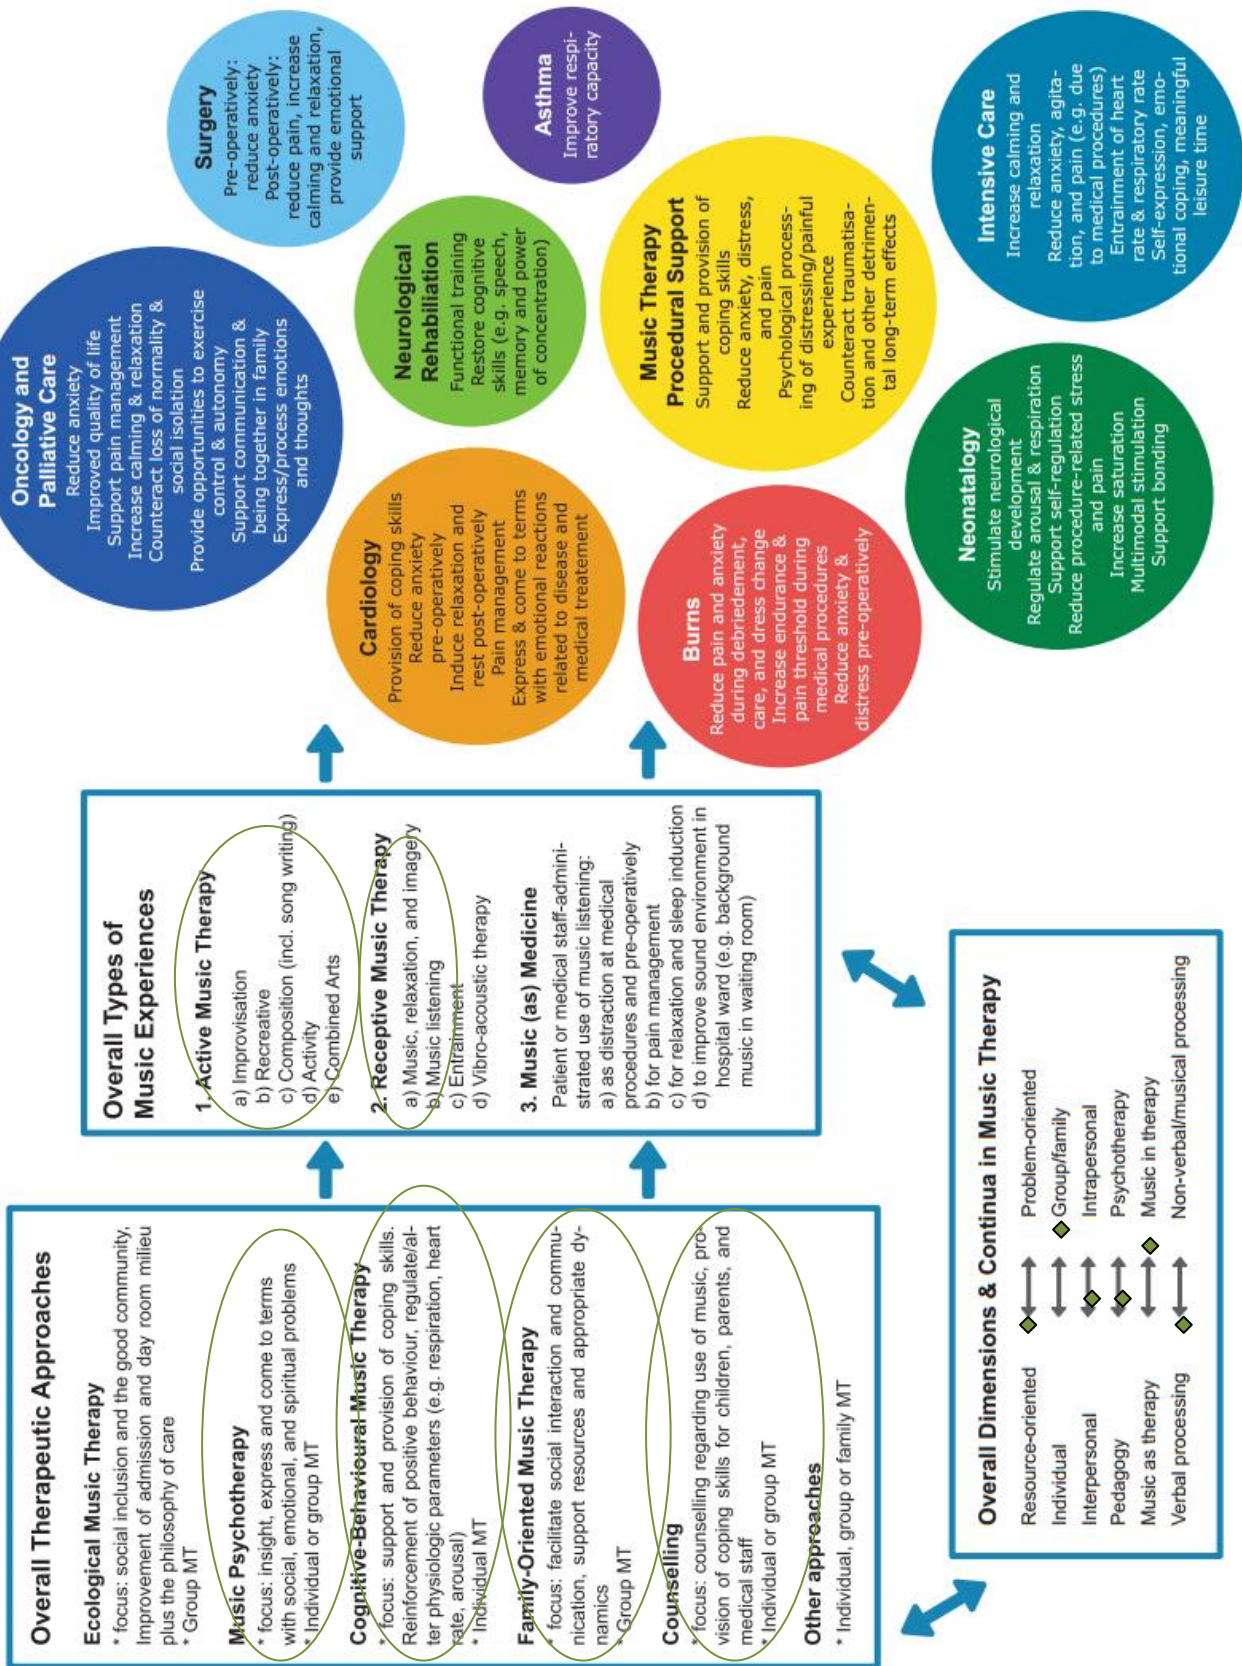 Overall Therapeutic Approaches
Ecological Music Therapy
* focus: social inclusion and the good community,
Improvement of admission and day room milieu
plus the philosophy of care
* Group MT
Music Psychotherapy
* focus: insight, express and come to terms
with social, emotional, and spiritual problems
* Individual or group MT
Cognitive-Behavioural Music Therapy
* focus: support and provision of coping skills.
Reinforcement of positive behaviour, regulate/al-
ter physiologic parameters (e.g. respiration, heart
rate, arousal)
* Individual MT
Family-Oriented Music Therapy
* focus: facilitate social interaction and commu-
nication, support resources and appropriate dy-
namics
* Group MT
Counselling
* focus: counselling regarding use of music, pro-
vision of coping skills for children, parents, and
medical staff
* Individual or group MT
Other approaches
* Individual, group or family MT
Overall Types of
Music Experiences
1. Active Music Therapy
a) Improvisation
b) Recreative
c) Composition (incl. song writing)
d) Activity
e) Combined Arts
2. Receptive Music Therapy
a) Music, relaxation, and imagery
b) Music listening
c) Entrainment
d) Vibro-acoustic therapy
3. Music (as) Medicine
Patient or medical staff-admini-
strated use of music listening:
a) as distraction at medical
procedures and pre-operatively
b) for pain management
c) for relaxation and sleep induction
d) to improve sound environment in
hospital ward (e.g. background
music in waiting room)
Overall Dimensions & Continua in Music Therapy
Resource-oriented Problem-oriented
Individual Group/family
Interpersonal Intrapersonal
Pedagogy Psychotherapy
Music as therapy Music in therapy
Verbal processing Non-verbal/musical processing
Oncology and
Palliative Care
Reduce anxiety
Improved quality of life
Support pain management
Increase calming & relaxation
Counteract loss of normality &
social isolation
Provide opportunities to exercise
control & autonomy
Support communication &
being together in family
Express/process emotions
and thoughts
Surgery
Pre-operatively:
reduce anxiety
Post-operatively:
reduce pain, increase
calming and relaxation,
provide emotional
support
Cardiology
Provision of coping skills
Reduce anxiety
pre-operatively
Induce relaxation and
rest post-operatively
Pain management
Express & come to terms
with emotional reactions
related to disease and
medical treatement
Neurological
Rehabiliation
Functional training
Restore cognitive
skills (e.g. speech,
memory and power
of concentration)
Asthma
Improve respi-
ratory capacity
Burns
Reduce pain and anxiety
during debriedement,
care, and dress change
Increase endurance &
pain threshold during
medical procedures
Reduce anxiety &
distress pre-operatively
Music Therapy
Procedural Support
Support and provision of
coping skills
Reduce anxiety, distress,
and pain
Psychological process-
ing of distressing/painful
experience
Counteract traumatisa-
tion and other detrimen-
tal long-term effects
Neonatalogy
Stimulate neurological
development
Regulate arousal & respiration
Support self-regulation
Reduce procedure-related stress
and pain
Increase saturation
Multimodal stimulation
Support bonding
Intensive Care
Increase calming and
relaxation
Reduce anxiety, agita-
tion, and pain (e.g. due
to medical procedures)
Entrainment of heart
rate & respiratory rate
Self-expression, emo-
tional coping, meaningful
leisure time